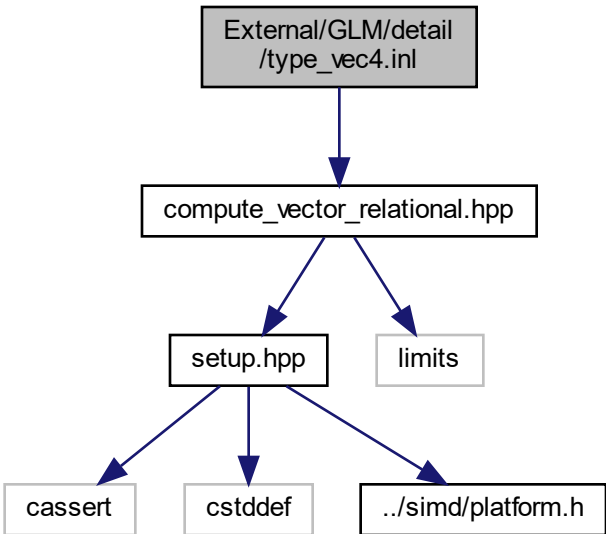 External/GLM/detail
/type_vec4.inl
compute_vector_relational.hpp
setup.hpp
limits
cassert
cstddef
../simd/platform.h